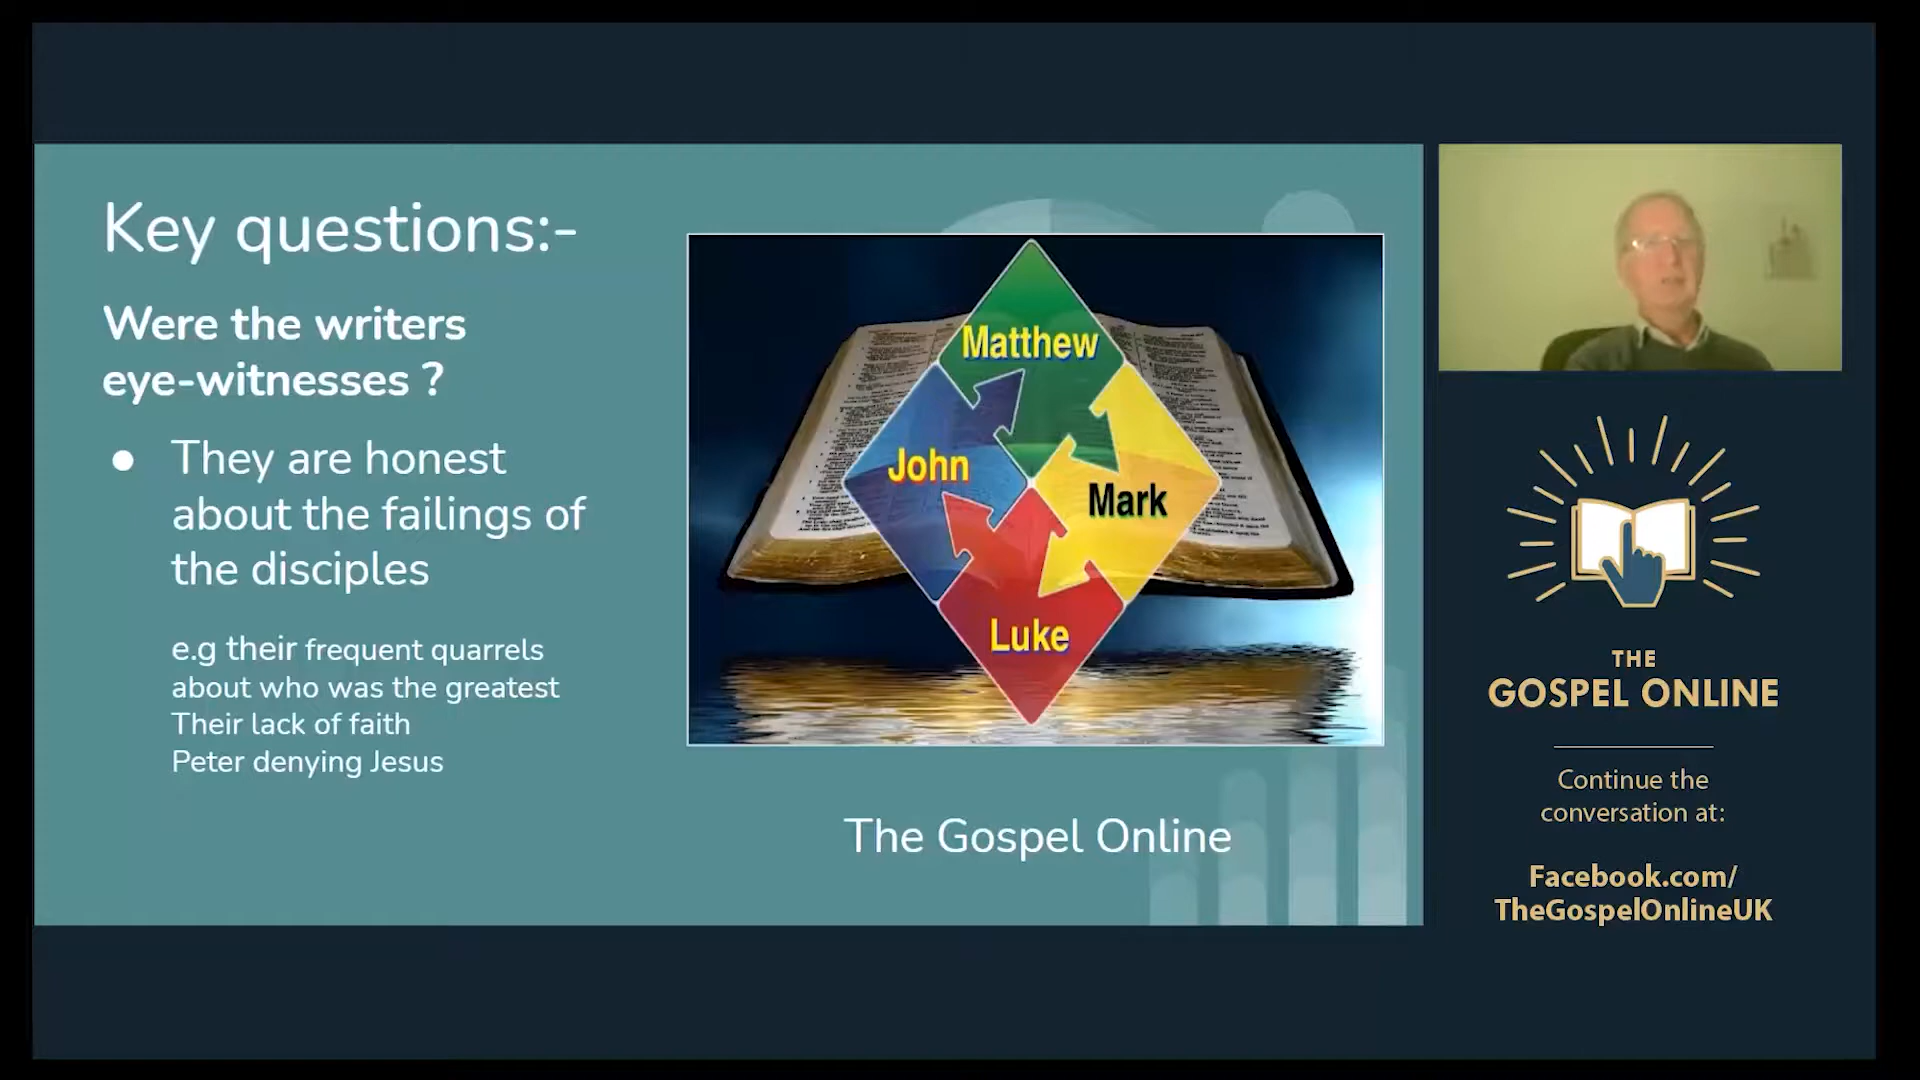 Key questions:-
Were the writers
eye-witnesses ?
● They are honest
about the failings of
the disciples
e.g their frequent quarrels
about who was the greatest
Their lack of faith
Peter denying Jesus
Matthew
John
Mark
Luke
The Gospel Online
THE
GOSPEL ONLINE
Continue the
conversation at:
Facebook.com/
TheGospelOnlineUK